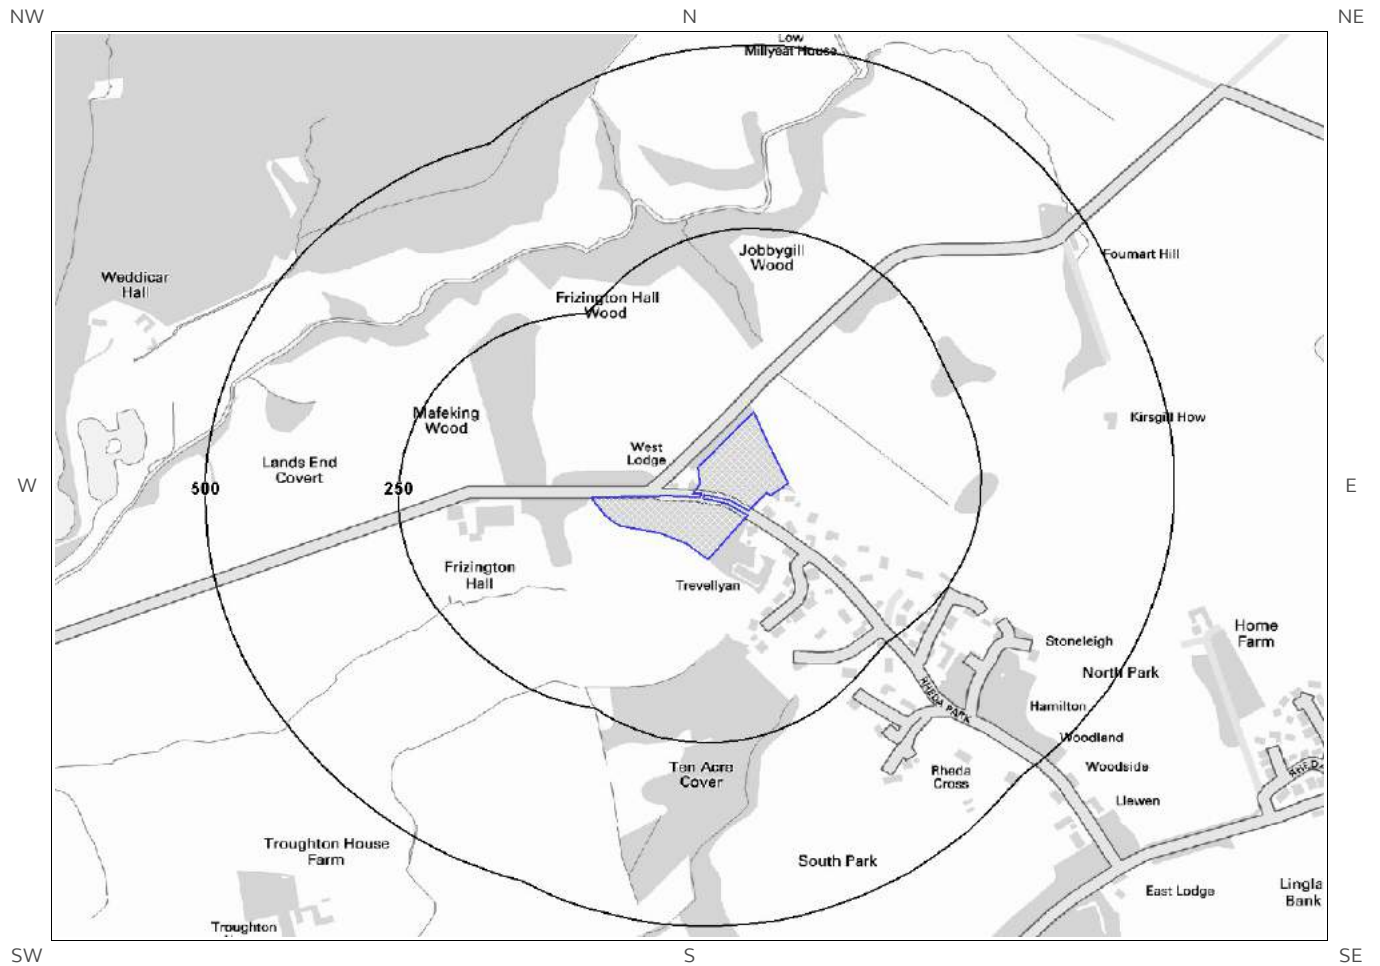 NW
N
NE
Low
Millyeat House
Foumart Hill
Jobbygill
Wood
Weddicar
Hall
Frizington Hall
Wood
Mafeking
Wood
Kirsgill How
West
Lodge
Lands End
Covert
W
500
250
E
Frizington
Hall
Trevellyan
Home
Farm
Stoneleigh
North Park
RHEDA PARK
Hamilton
Woodland
Woodside
Ten Acre
Cover
Rheda
Cross
RHEDA
Llewen
Troughton House
Farm
South Park
East Lodge
Lingla
Bank
Troughton
SW
S
SE